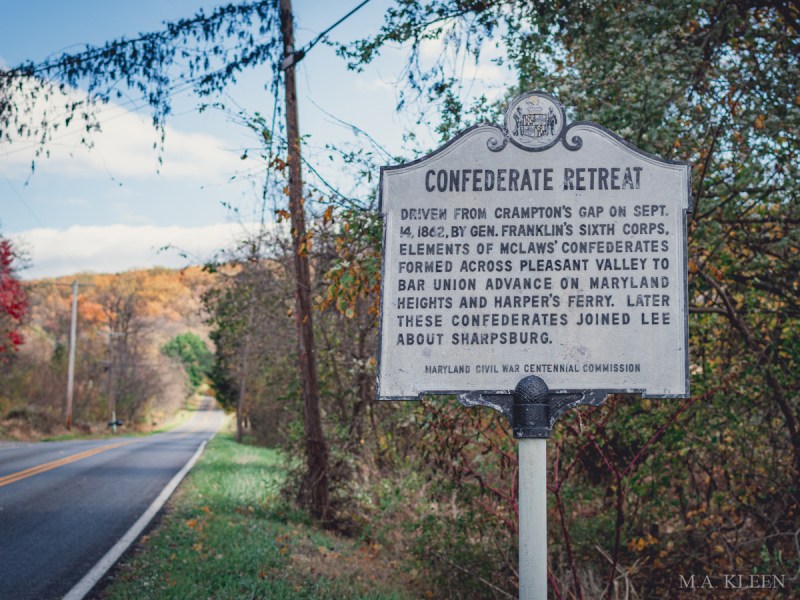 CONFEDERATE RETREAT
DRIVEN FROM CRAMPTON'S GAP ON SEPT.
14, 1862, BY GEN. FRANKLIN'S SIXTH CORPS,
ELEMENTS OF MCLAWS' CONFEDERATES
FORMED ACROSS PLEASANT VALLEY TO
BAR UNION ADVANCE ON MARYLAND
HEIGHTS AND HARPER'S FERRY. LATER
THESE CONFEDERATES JOINED LEE
ABOUT SHARPSBURG.
MARYLAND CIVIL WAR CENTENNIAL COMMISSION
M.A. KLEEN